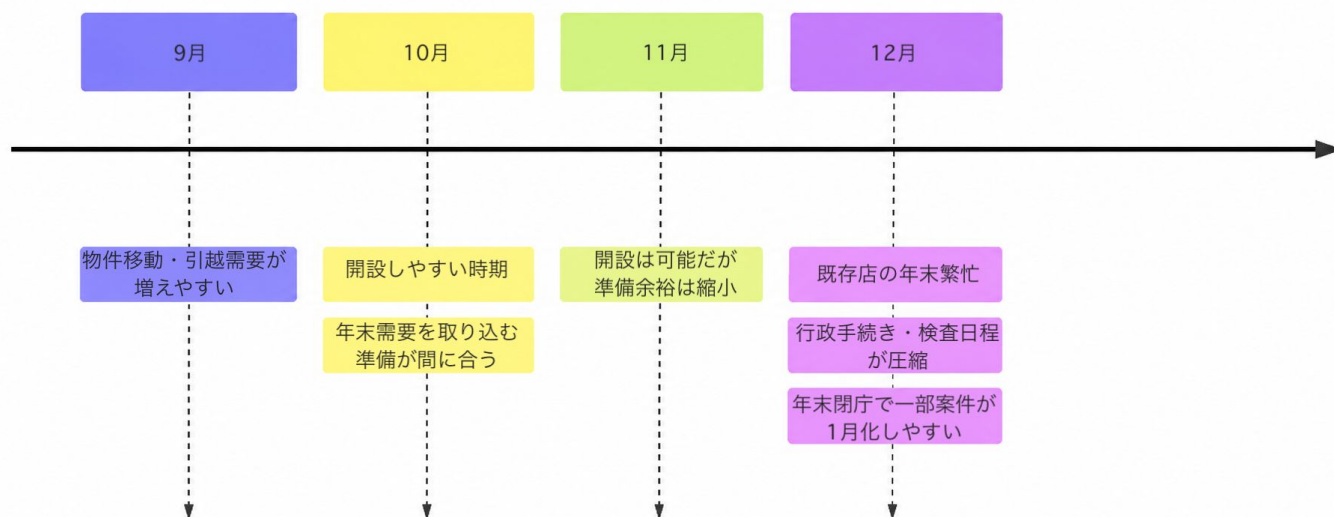 9月
10月
11月
12月
物件移動・引越需要が
増えやすい
開設しやすい時期
年末需要を取り込む
準備が間に合う
開設は可能だが
準備余裕は縮小
既存店の年末繁忙
行政手続き・検査日程
が圧縮
年末閉庁で一部案件が
1月化しやすい